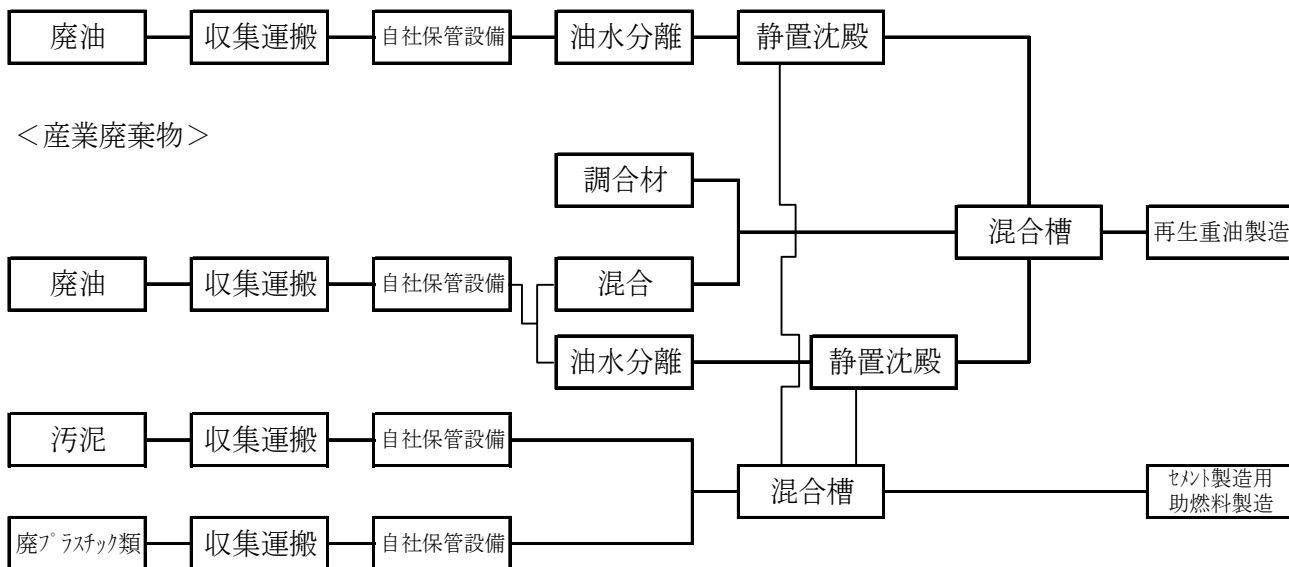 廃油
収集運搬
自社保管設備
油水分離
静置沈殿
＜産業廃棄物＞
調合材
混合槽
再生重油製造
廃油
収集運搬
自社保管設備
混合
油水分離
静置沈殿
汚泥
収集運搬
自社保管設備
混合槽
ｾﾒﾝﾄ製造用
助燃料製造
廃ﾌﾟﾗｽﾁｯｸ類
収集運搬
自社保管設備